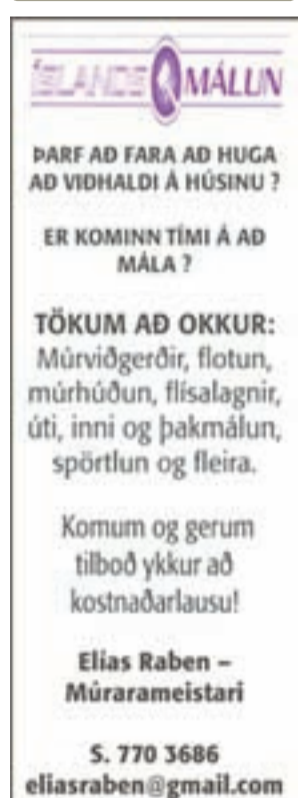 ÍSLANDS MÁLUN
ÞARF AÐ FARA AÐ HUGA
AÐ VIÐHALDI Á HÚSINU ?
ER KOMINN TÍMI Á AÐ
MÁLA ?
TÖKUM AÐ OKKUR:
Múrviðgerðir, flotun,
múrhúðun, flísalagnir,
úti, inni og þakmálun,
spörtlun og fleira.
Komum og gerum
tilboð ykkur að
kostnaðarlausu!
Elías Raben –
Múrarameistari
S. 770 3686
eliasraben@gmail.com